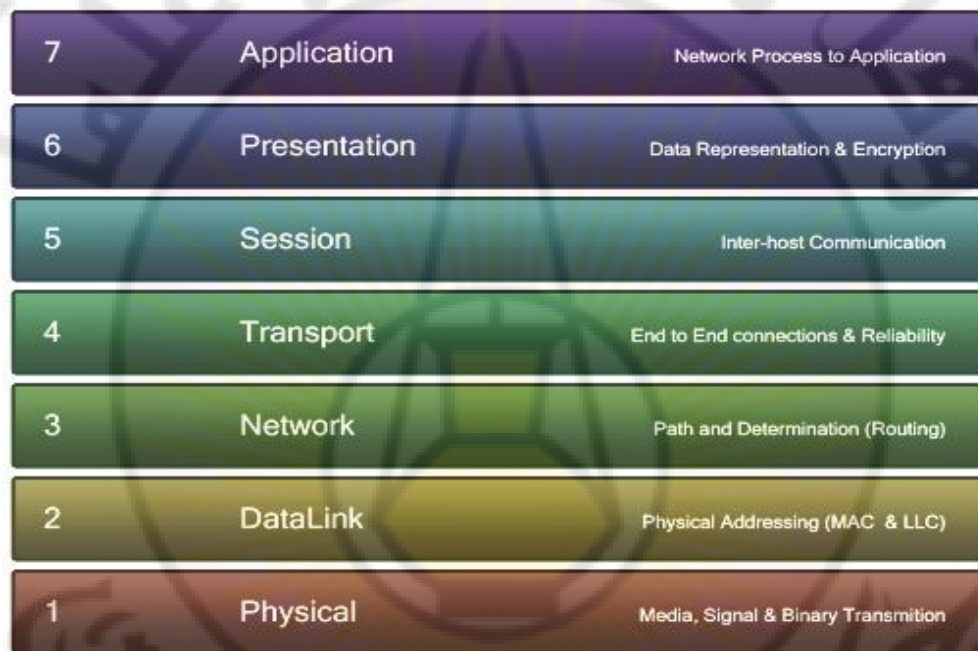 7 Application Network Process to Application
6 Presentation Data Representation & Encryption
5 Session Inter-host Communication
4 Transport End to End connections & Reliability
3 Network Path and Determination (Routing)
2 DataLink Physical Addressing (MAC & LLC)
1 Physical Media, Signal & Binary Transmition